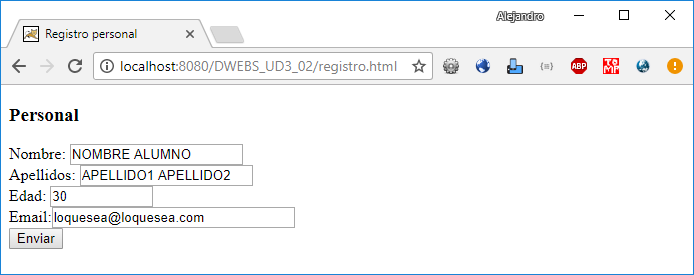 Alejandro
Registro personal
localhost:8080/DWEBS_UD3_02/registro.html
ABP
Personal
Nombre: NOMBRE ALUMNO
Apellidos: APELLIDO1 APELLIDO2
Edad: 30
Email:loquesea@loquesea.com
Enviar